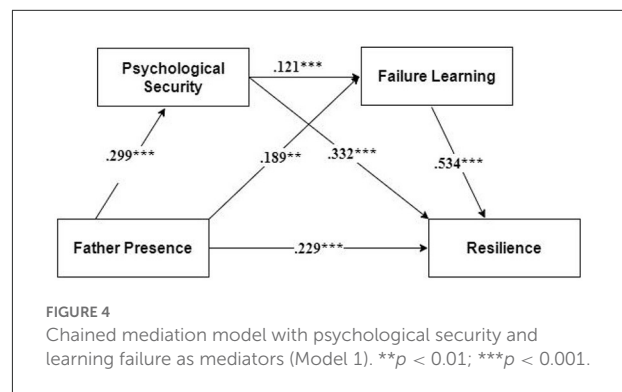 .121***
Psychological
Security
Failure Learning
.299***
.189**
.332***
.534***
Father Presence
.229***
Resilience
FIGURE 4
Chained mediation model with psychological security and
learning failure as mediators (Model 1). **p < 0.01; ***p < 0.001.